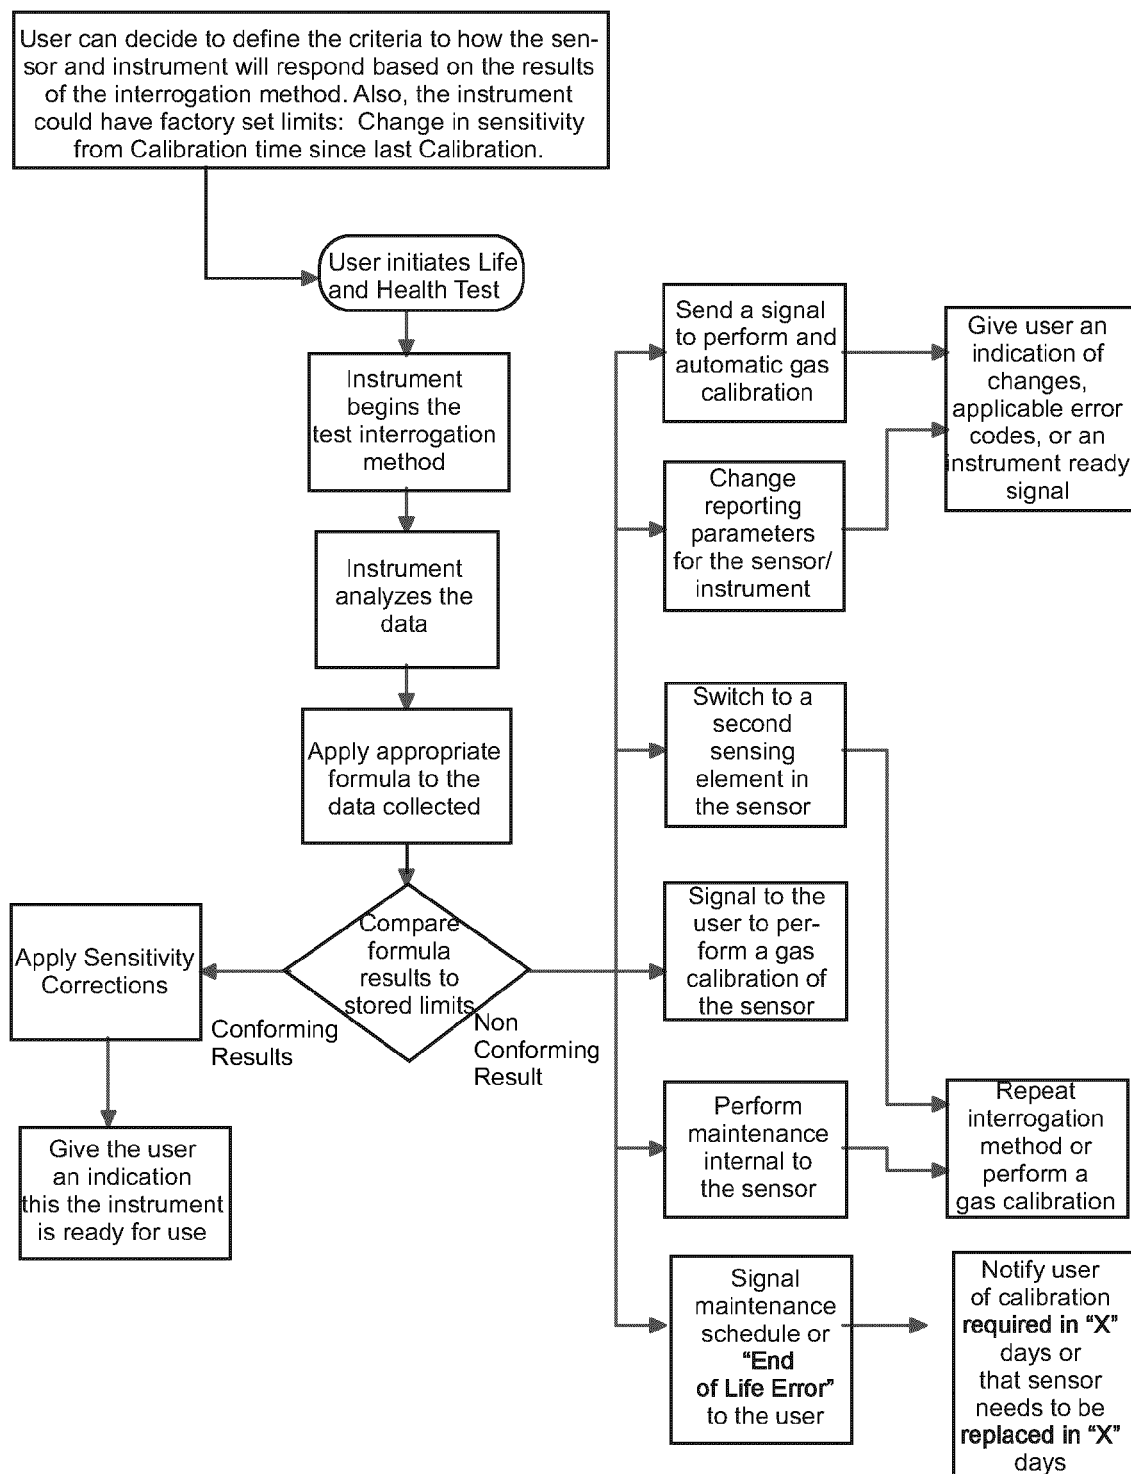 User can decide to define the criteria to how the sen-
sor and instrument will respond based on the results
of the interrogation method. Also, the instrument
could have factory set limits: Change in sensitivity
from Calibration time since last Calibration.
User initiates Life
and Health Test
Instrument
begins the
test interrogation
method
Instrument
analyzes the
data
Apply appropriate
formula to the
data collected
Compare
formula
results to
stored limits
Conforming
Results
Non
Conforming
Result
Apply Sensitivity
Corrections
Give the user
an indication
this the instrument
is ready for use
Send a signal
to perform and
automatic gas
calibration
Give user an
indication of
changes,
applicable error
codes, or an
instrument ready
signal
Change
reporting
parameters
for the sensor/
instrument
Switch to a
second
sensing
element in
the sensor
Signal to the
user to per-
form a gas
calibration of
the sensor
Perform
maintenance
internal to
the sensor
Repeat
interrogation
method or
perform a
gas calibration
Signal
maintenance
schedule or
“End
of Life Error”
to the user
Notify user
of calibration
required in “X”
days or
that sensor
needs to be
replaced in “X”
days